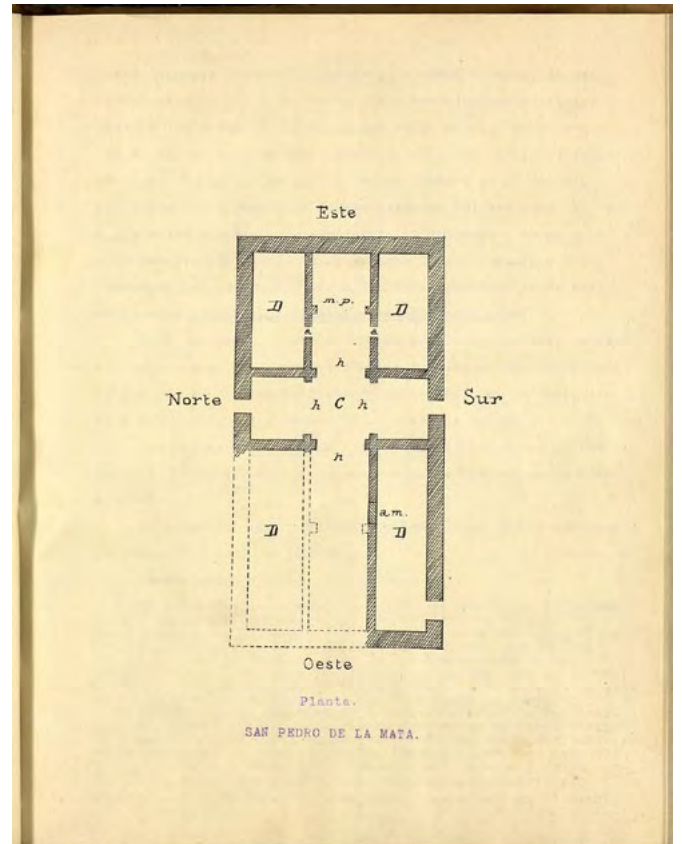 Este
D
m.p.
D
a
a
h
Norte
h C h
Sur
h
a.m.
D
D
Oeste
Planta.
SAN PEDRO DE LA MATA.